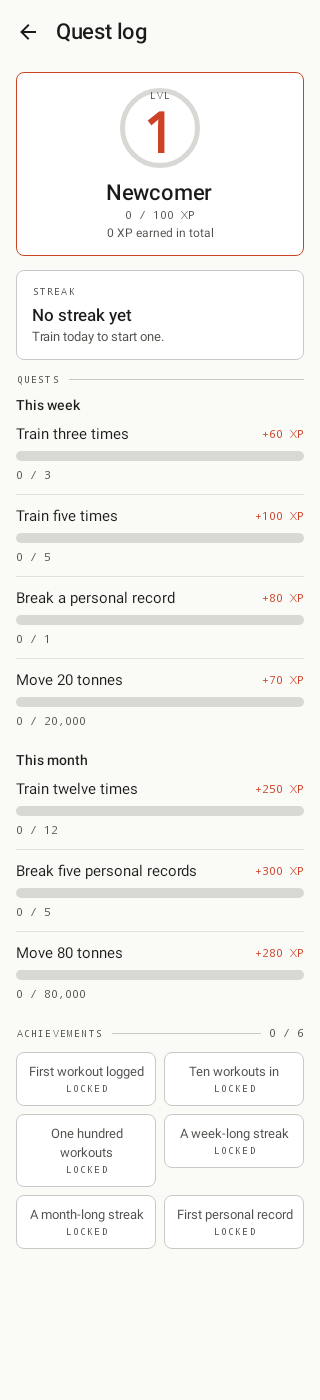 Quest log
LVL
1
Newcomer
0 / 100 XP
0 XP earned in total
STREAK
No streak yet
Train today to start one.
QUESTS
This week
Train three times +60 XP
0 / 3
Train five times +100 XP
0 / 5
Break a personal record +80 XP
0 / 1
Move 20 tonnes +70 XP
0 / 20,000
This month
Train twelve times +250 XP
0 / 12
Break five personal records +300 XP
0 / 5
Move 80 tonnes +280 XP
0 / 80,000
ACHIEVEMENTS 0 / 6
First workout logged
LOCKED
Ten workouts in
LOCKED
One hundred
workouts
LOCKED
A week-long streak
LOCKED
A month-long streak
LOCKED
First personal record
LOCKED